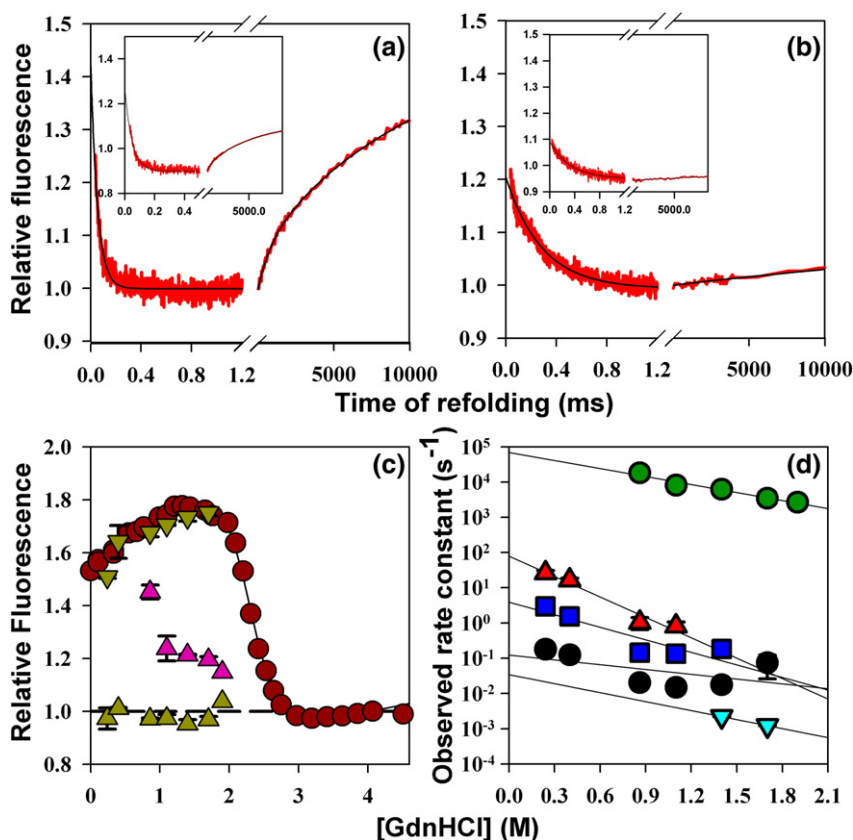 (a)
(b)
Relative fluorescence
1.5
1.4
1.3
1.2
1.1
1.0
0.9
1.4
1.2
1.0
0.8
0.0 0.2 0.4 5000.0
0.0 0.4 0.8 1.2 5000 10000
1.5
1.4
1.3
1.2
1.1
1.0
0.9
1.5
1.4
1.3
1.2
1.1
1.0
0.9
0.0 0.4 0.8 1.2 5000.0
0.0 0.4 0.8 1.2 5000 10000
Time of refolding (ms)
(c)
(d)
Relative Fluorescence
2.0
1.8
1.6
1.4
1.2
1.0
0.8
0 1 2 3 4
Observed rate constant (s⁻¹)
10⁵
10⁴
10²
10¹
10⁰
10⁻¹
10⁻²
10⁻³
10⁻⁴
0.0 0.3 0.6 0.9 1.2 1.5 1.8 2.1
[GdnHCl] (M)